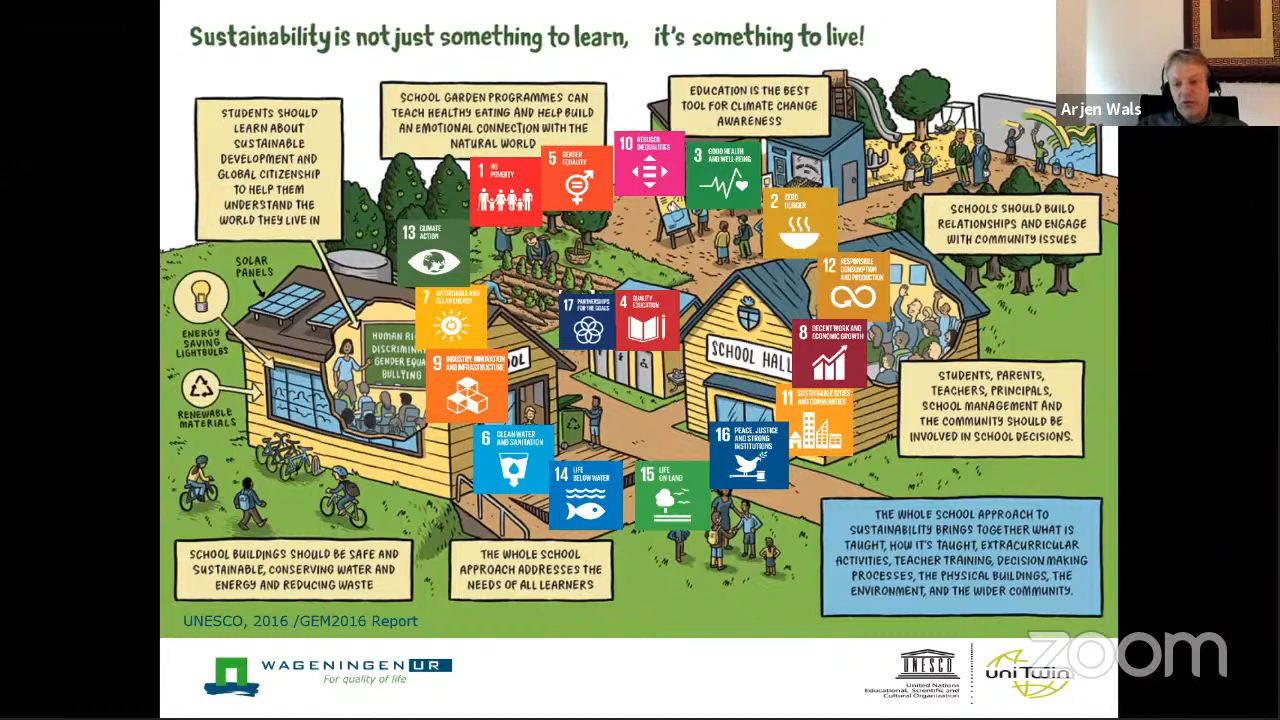 Sustainability is not just something to learn, it's something to live!
Arjen Wals
STUDENTS SHOULD
LEARN ABOUT
SUSTAINABLE
DEVELOPMENT AND
GLOBAL CITIZENSHIP
TO HELP THEM
UNDERSTAND THE
WORLD THEY LIVE IN
SCHOOL GARDEN PROGRAMMES CAN
TEACH HEALTHY EATING AND HELP BUILD
AN EMOTIONAL CONNECTION WITH THE
NATURAL WORLD
EDUCATION IS THE BEST
TOOL FOR CLIMATE CHANGE
AWARENESS
SCHOOLS SHOULD BUILD
RELATIONSHIPS AND ENGAGE
WITH COMMUNITY ISSUES
1 NO
POVERTY
5 GENDER
EQUALITY
10 REDUCED
INEQUALITIES
3 GOOD HEALTH
AND WELL-BEING
2 ZERO
HUNGER
13 CLIMATE
ACTION
12 RESPONSIBLE
CONSUMPTION
AND PRODUCTION
7 AFFORDABLE AND
CLEAN ENERGY
17 PARTNERSHIPS
FOR THE GOALS
4 QUALITY
EDUCATION
8 DECENT WORK AND
ECONOMIC GROWTH
9 INDUSTRY, INNOVATION
AND INFRASTRUCTURE
11 SUSTAINABLE CITIES
AND COMMUNITIES
6 CLEAN WATER
AND SANITATION
16 PEACE, JUSTICE
AND STRONG
INSTITUTIONS
14 LIFE
BELOW WATER
15 LIFE
ON LAND
SOLAR
PANELS
ENERGY
SAVING
LIGHTBULBS
RENEWABLE
MATERIALS
HUMAN RIG
DISCRIMINA
GENDER EQUA
BULLYING
OOL
SCHOOL HALL
STUDENTS, PARENTS,
TEACHERS, PRINCIPALS,
SCHOOL MANAGEMENT AND
THE COMMUNITY SHOULD BE
INVOLVED IN SCHOOL DECISIONS.
SCHOOL BUILDINGS SHOULD BE SAFE AND
SUSTAINABLE, CONSERVING WATER AND
ENERGY AND REDUCING WASTE
THE WHOLE SCHOOL
APPROACH ADDRESSES THE
NEEDS OF ALL LEARNERS
THE WHOLE SCHOOL APPROACH TO
SUSTAINABILITY BRINGS TOGETHER WHAT IS
TAUGHT, HOW IT'S TAUGHT, EXTRACURRICULAR
ACTIVITIES, TEACHER TRAINING, DECISION MAKING
PROCESSES, THE PHYSICAL BUILDINGS, THE
ENVIRONMENT, AND THE WIDER COMMUNITY.
UNESCO, 2016 /GEM2016 Report
WAGENINGEN UR
For quality of life
UNESCO
United Nations
Educational, Scientific and
Cultural Organization
uniTwin
zoom